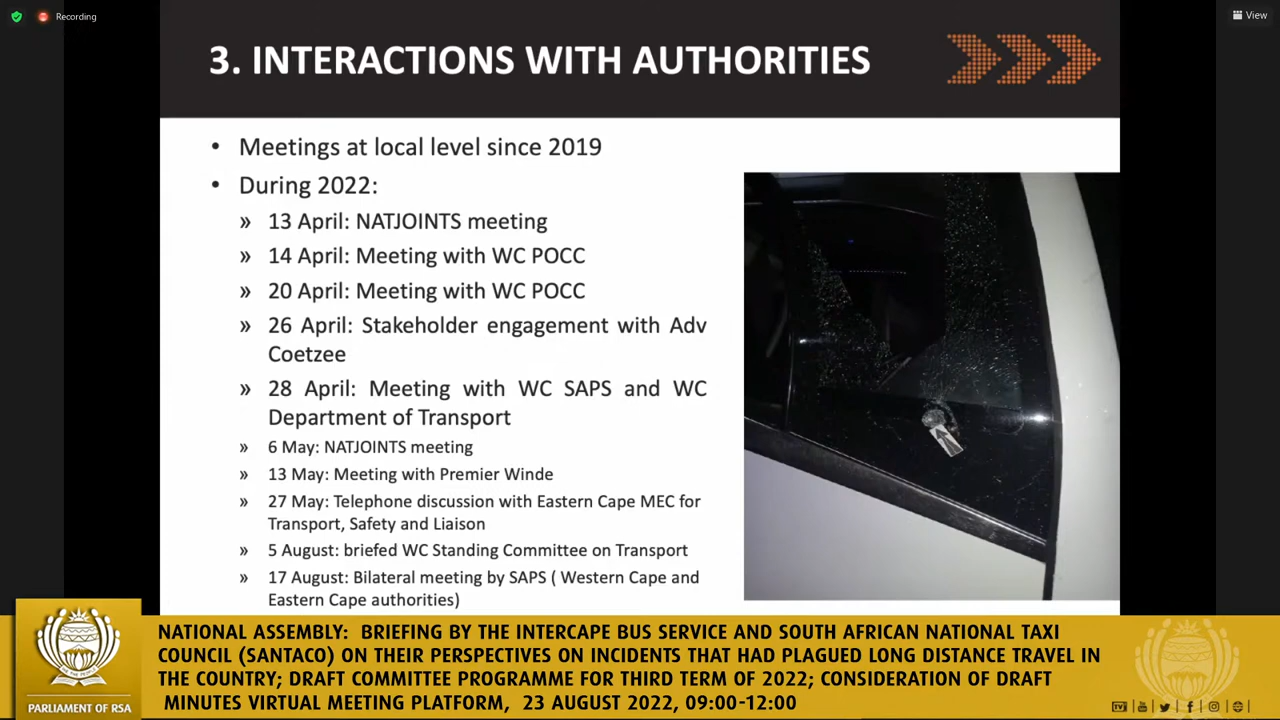 Recording
View
3. INTERACTIONS WITH AUTHORITIES
• Meetings at local level since 2019
• During 2022:
» 13 April: NATJOINTS meeting
» 14 April: Meeting with WC POCC
» 20 April: Meeting with WC POCC
» 26 April: Stakeholder engagement with Adv
Coetzee
» 28 April: Meeting with WC SAPS and WC
Department of Transport
» 6 May: NATJOINTS meeting
» 13 May: Meeting with Premier Winde
» 27 May: Telephone discussion with Eastern Cape MEC for
Transport, Safety and Liaison
» 5 August: briefed WC Standing Committee on Transport
» 17 August: Bilateral meeting by SAPS ( Western Cape and
Eastern Cape authorities)
NATIONAL ASSEMBLY: BRIEFING BY THE INTERCAPE BUS SERVICE AND SOUTH AFRICAN NATIONAL TAXI
COUNCIL (SANTACO) ON THEIR PERSPECTIVES ON INCIDENTS THAT HAD PLAGUED LONG DISTANCE TRAVEL IN
THE COUNTRY; DRAFT COMMITTEE PROGRAMME FOR THIRD TERM OF 2022; CONSIDERATION OF DRAFT
MINUTES VIRTUAL MEETING PLATFORM, 23 AUGUST 2022, 09:00-12:00
PARLIAMENT OF RSA